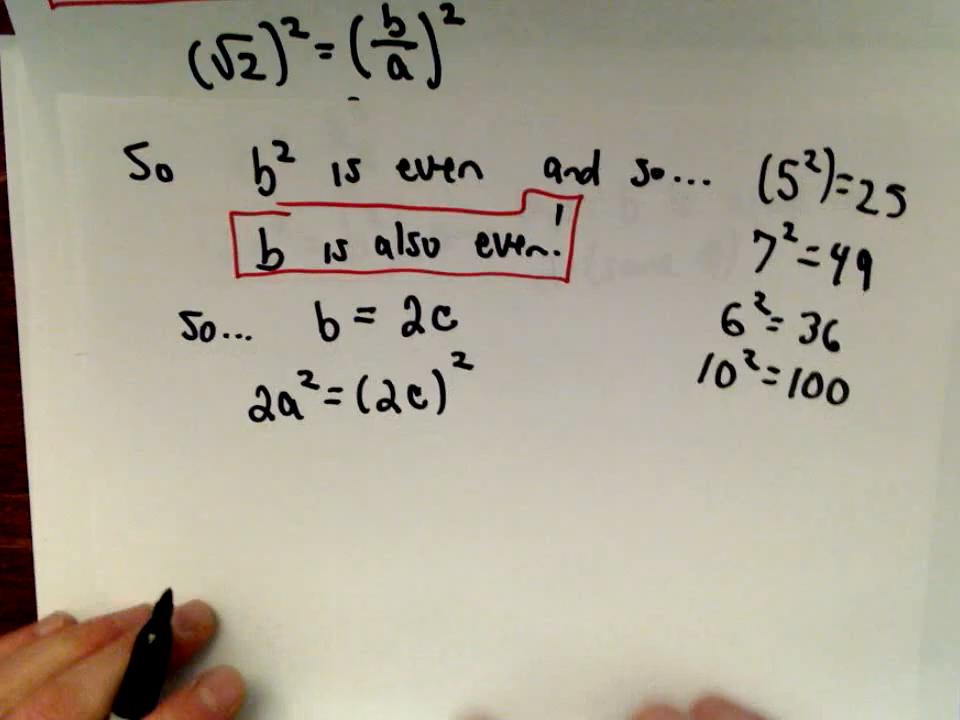 (√2)² = (b/a)²
So b² is even and so... (5²)=25
b is also even! 7²=49
so... b = 2c 6²=36
2a²=(2c)² 10²=100